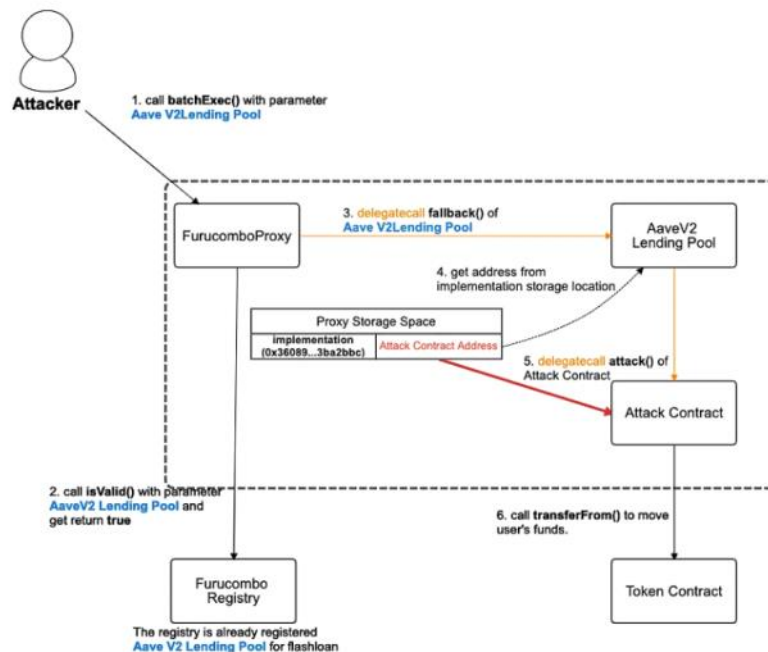 Attacker
1. call batchExec() with parameter
Aave V2Lending Pool
FurucomboProxy
3. delegatecall fallback() of
Aave V2Lending Pool
AaveV2
Lending Pool
4. get address from
implementation storage location
Proxy Storage Space
implementation
(0x36089...3ba2bbc)
Attack Contract Address
5. delegatecall attack() of
Attack Contract
Attack Contract
2. call isValid() with parameter
AaveV2 Lending Pool and
get return true
6. call transferFrom() to move
user's funds.
Furucombo
Registry
Token Contract
The registry is already registered
Aave V2 Lending Pool for flashloan